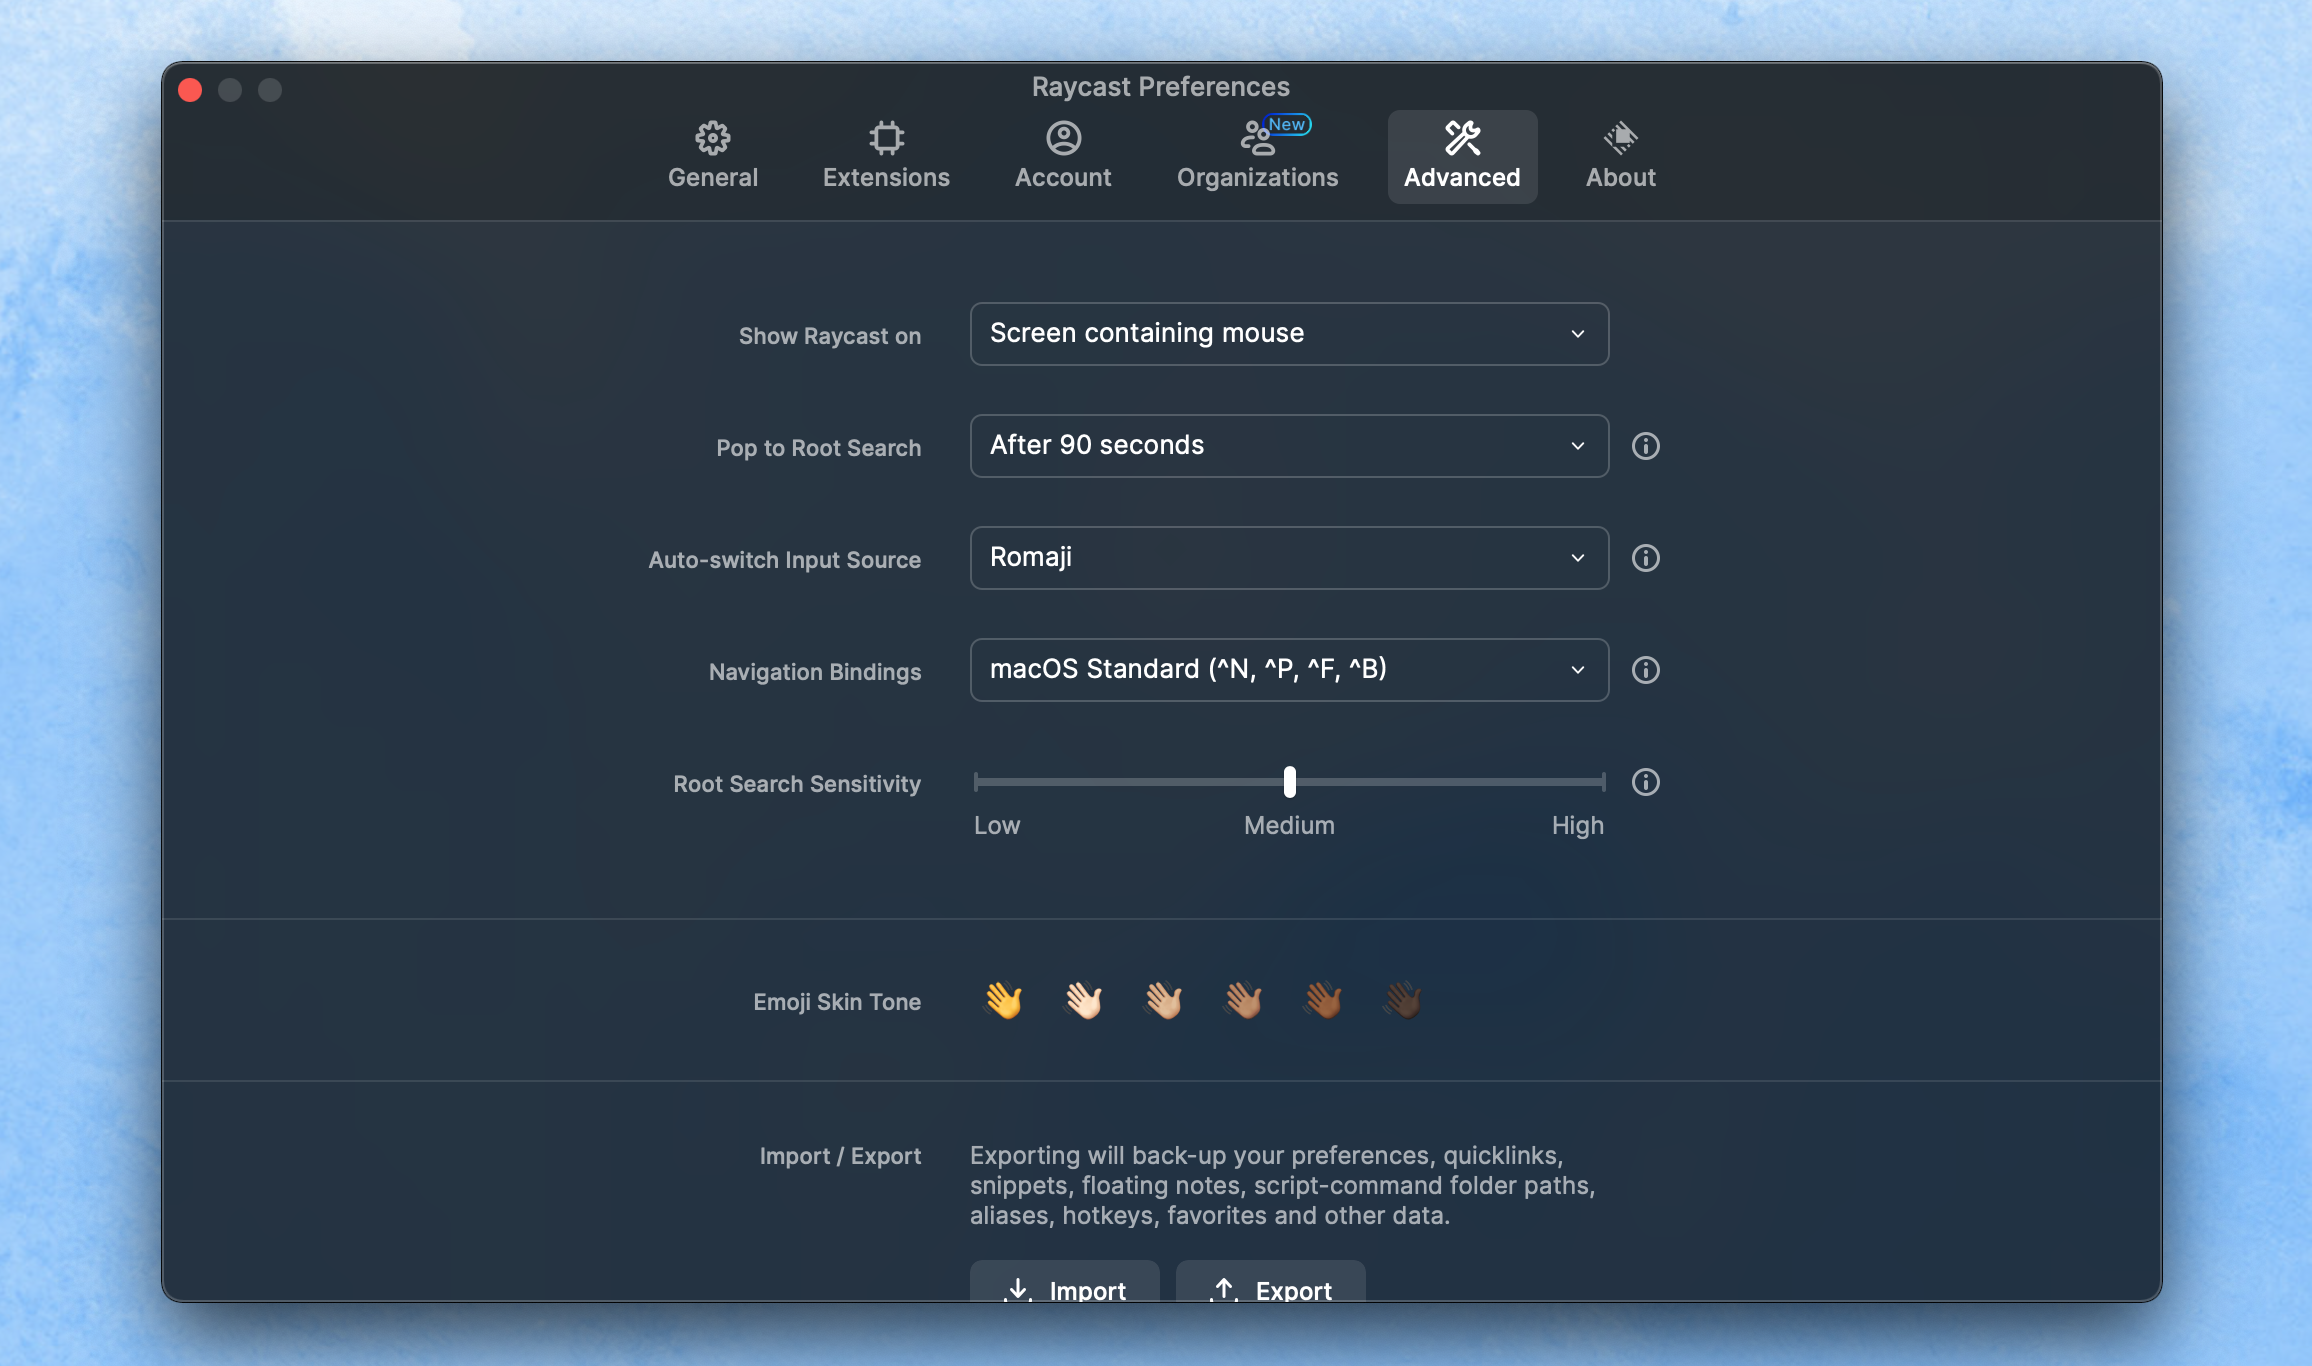 Raycast Preferences
General
Extensions
Account
New
Organizations
Advanced
About
Show Raycast on
Screen containing mouse
Pop to Root Search
After 90 seconds
Auto-switch Input Source
Romaji
Navigation Bindings
macOS Standard (^N, ^P, ^F, ^B)
Root Search Sensitivity
Low
Medium
High
Emoji Skin Tone
Import / Export
Exporting will back-up your preferences, quicklinks,
snippets, floating notes, script-command folder paths,
aliases, hotkeys, favorites and other data.
Import
Export